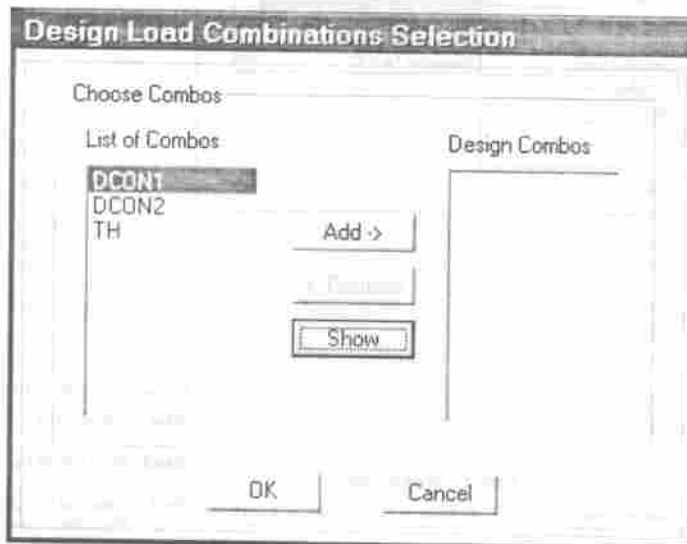 Design Load Combinations Selection
Choose Combos
List of Combos
Design Combos
DCON1
DCON2
TH
Add ->
Show
OK
Cancel